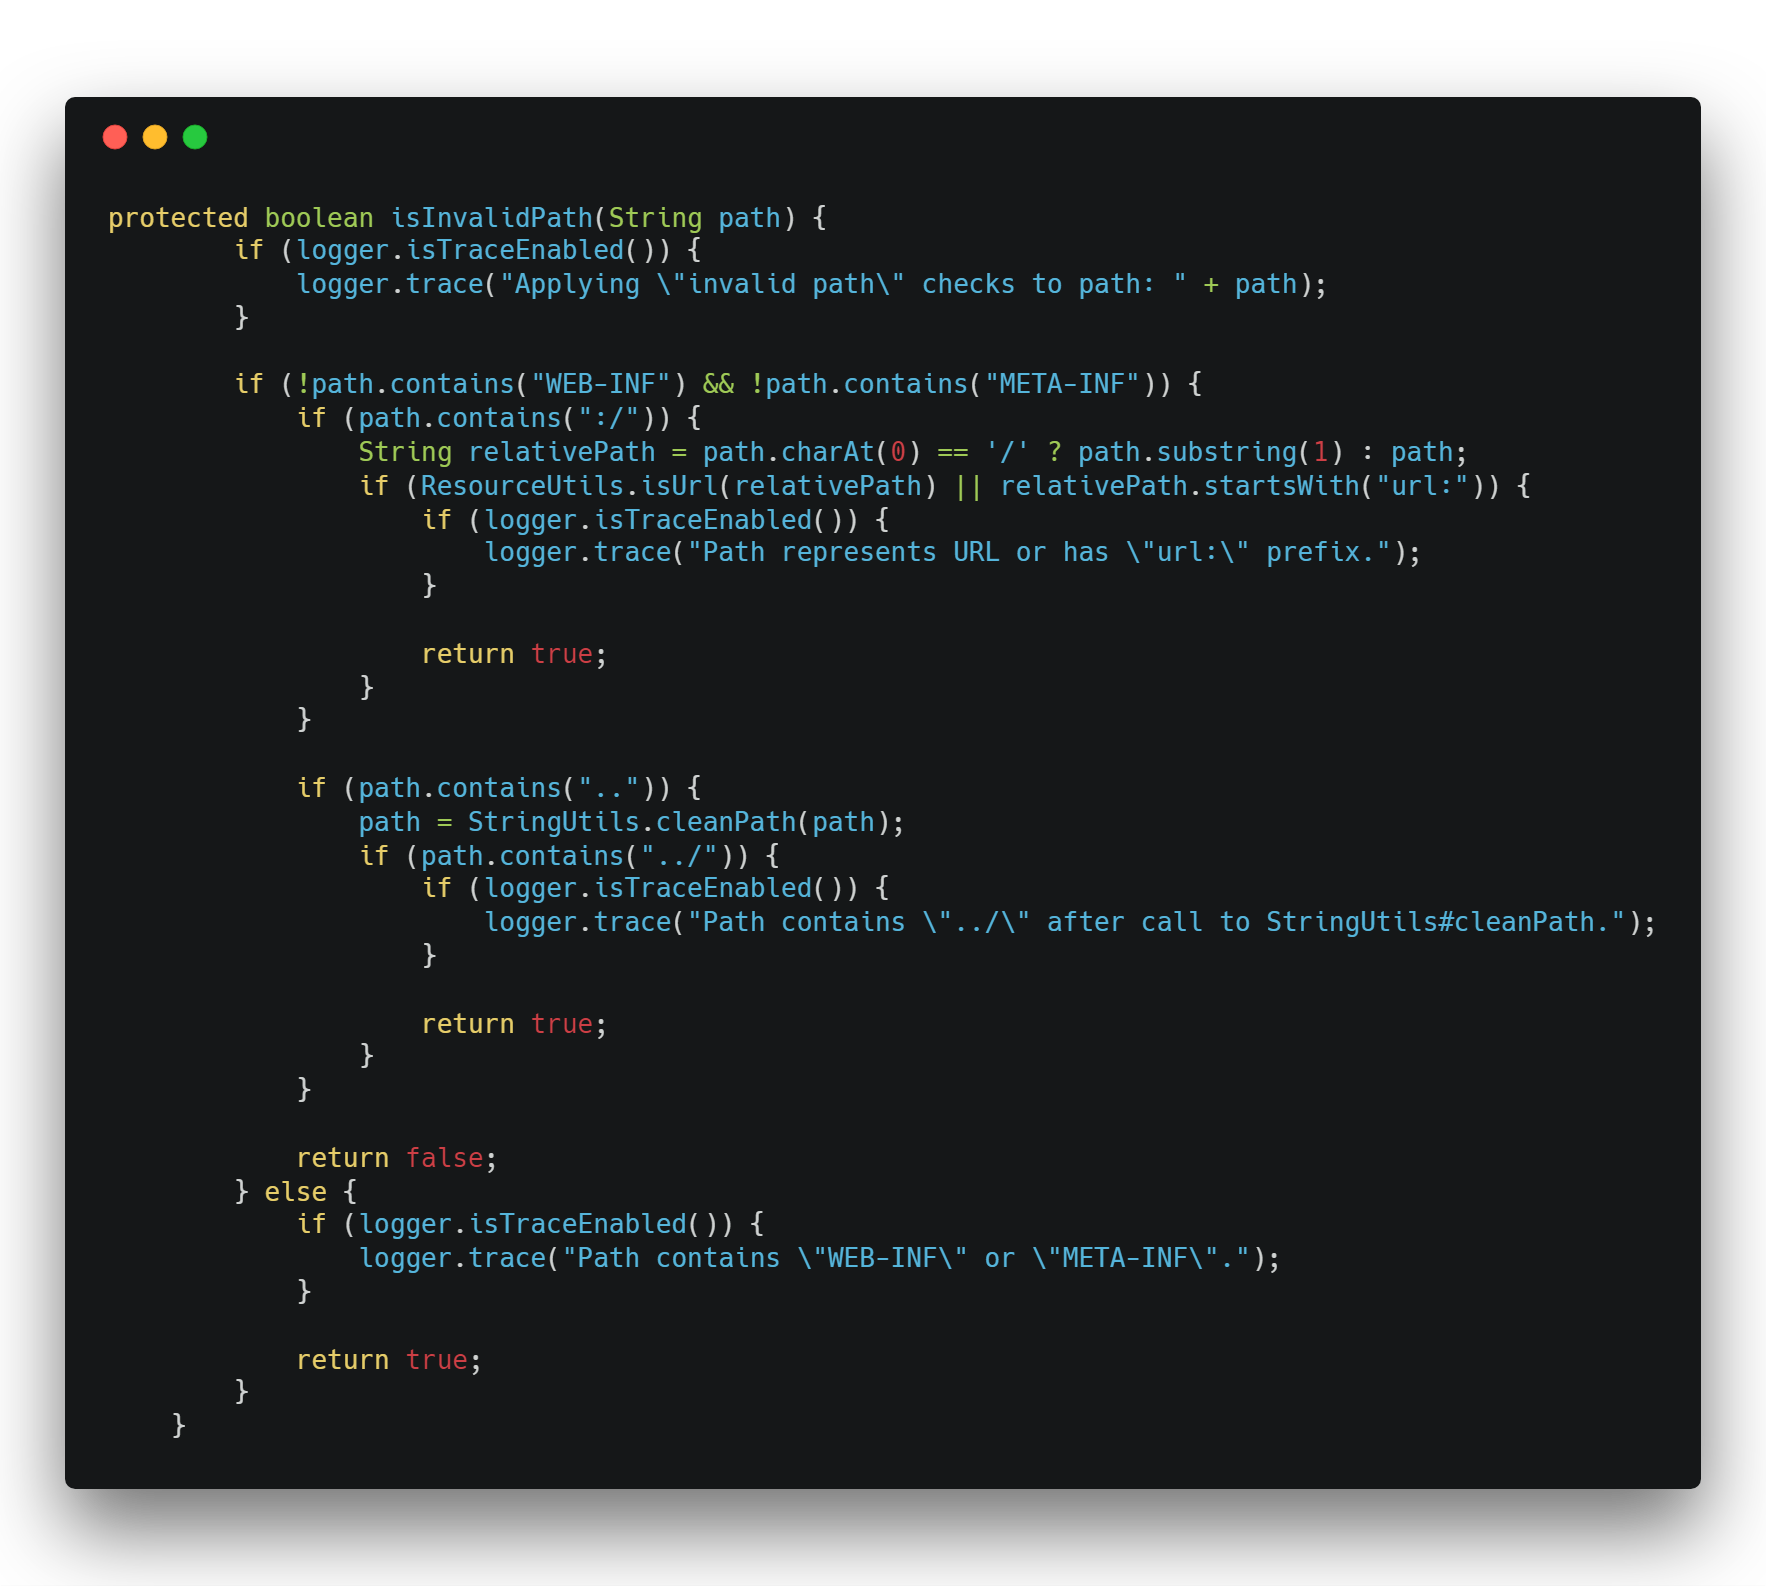 protected boolean isInvalidPath(String path) {
        if (logger.isTraceEnabled()) {
            logger.trace("Applying \"invalid path\" checks to path: " + path);
        }

        if (!path.contains("WEB-INF") && !path.contains("META-INF")) {
            if (path.contains(":/")) {
                String relativePath = path.charAt(0) == '/' ? path.substring(1) : path;
                if (ResourceUtils.isUrl(relativePath) || relativePath.startsWith("url:")) {
                    if (logger.isTraceEnabled()) {
                        logger.trace("Path represents URL or has \"url:\" prefix.");
                    }

                    return true;
                }
            }

            if (path.contains("..")) {
                path = StringUtils.cleanPath(path);
                if (path.contains("../")) {
                    if (logger.isTraceEnabled()) {
                        logger.trace("Path contains \"../\" after call to StringUtils#cleanPath.");
                    }

                    return true;
                }
            }

            return false;
        } else {
            if (logger.isTraceEnabled()) {
                logger.trace("Path contains \"WEB-INF\" or \"META-INF\".");
            }

            return true;
        }
    }